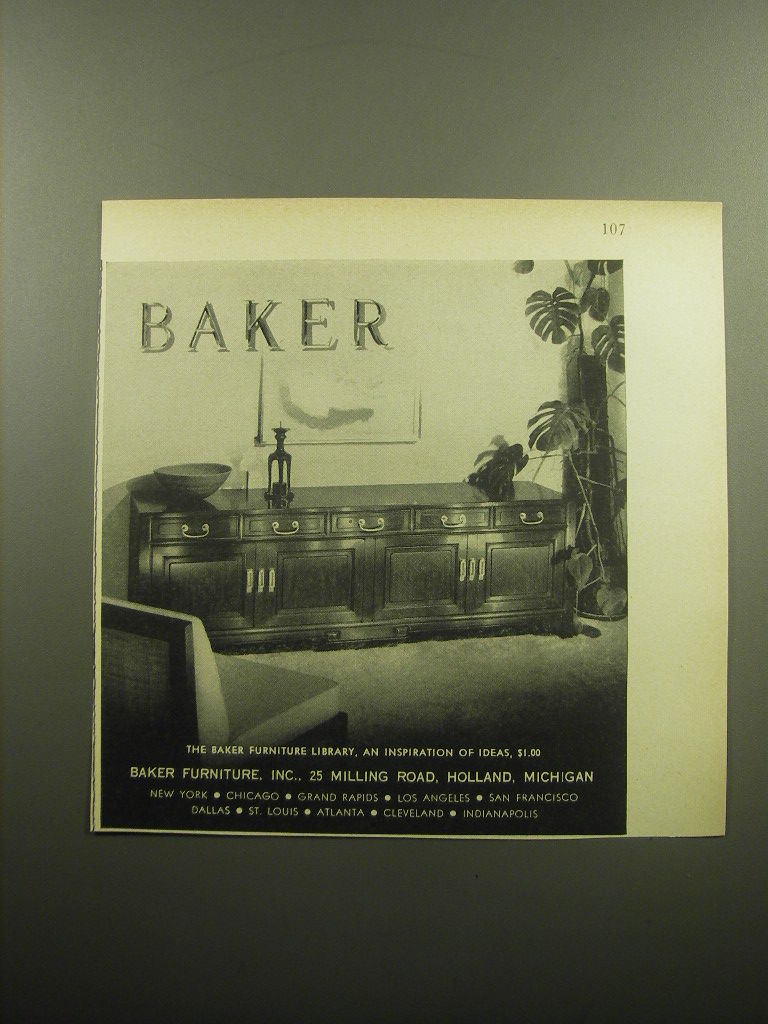 107
BAKER
THE BAKER FURNITURE LIBRARY, AN INSPIRATION OF IDEAS, $1.00
BAKER FURNITURE, INC., 25 MILLING ROAD, HOLLAND, MICHIGAN
NEW YORK ● CHICAGO ● GRAND RAPIDS ● LOS ANGELES ● SAN FRANCISCO
DALLAS ● ST. LOUIS ● ATLANTA ● CLEVELAND ● INDIANAPOLIS